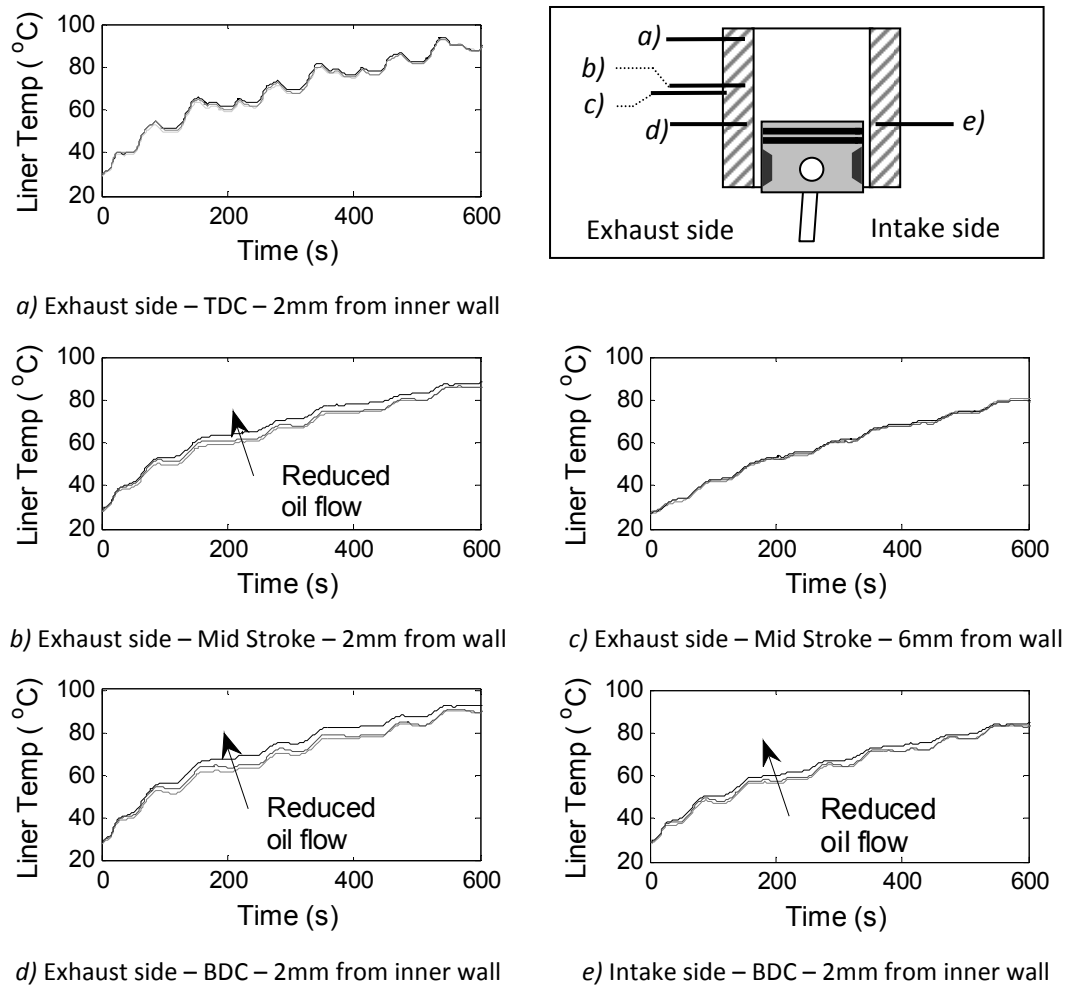 Liner Temp ( °C)
100
80
60
40
20
0 200 400 600
Time (s)
a) Exhaust side – TDC – 2mm from inner wall
a)
b)
c)
d)
e)
Exhaust side Intake side
Liner Temp ( °C)
100
80
60
40
20
Reduced
oil flow
0 200 400 600
Time (s)
b) Exhaust side – Mid Stroke – 2mm from wall
Liner Temp ( °C)
100
80
60
40
20
0 200 400 600
Time (s)
c) Exhaust side – Mid Stroke – 6mm from wall
Liner Temp ( °C)
100
80
60
40
20
Reduced
oil flow
0 200 400 600
Time (s)
d) Exhaust side – BDC – 2mm from inner wall
Liner Temp ( °C)
100
80
60
40
20
Reduced
oil flow
0 200 400 600
Time (s)
e) Intake side – BDC – 2mm from inner wall